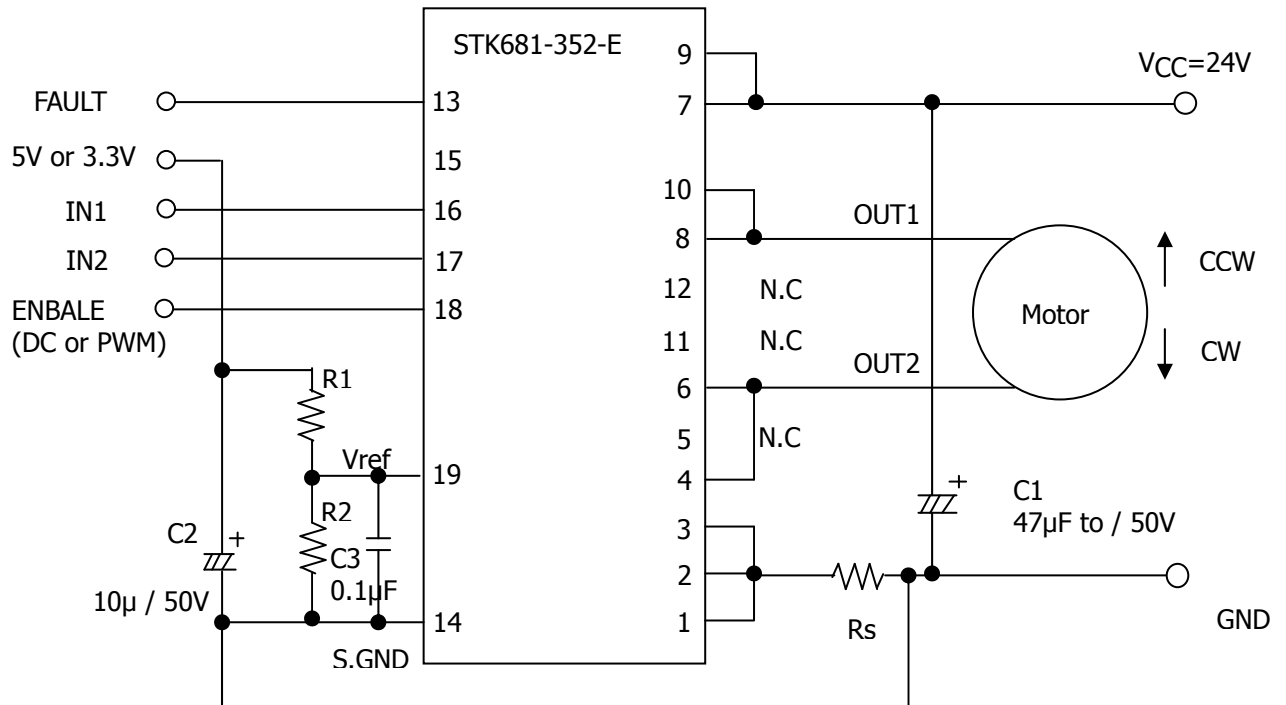 STK681-352-E
FAULT
5V or 3.3V
IN1
IN2
ENBALE
(DC or PWM)
13
15
16
17
18
19
14
R1
Vref
R2
C2
+
10µ / 50V
C3
0.1µF
S.GND
9
7
10
8
12
11
6
5
4
3
2
1
VCC=24V
OUT1
N.C
N.C
OUT2
N.C
Motor
CCW
CW
+
C1
47µF to / 50V
Rs
GND